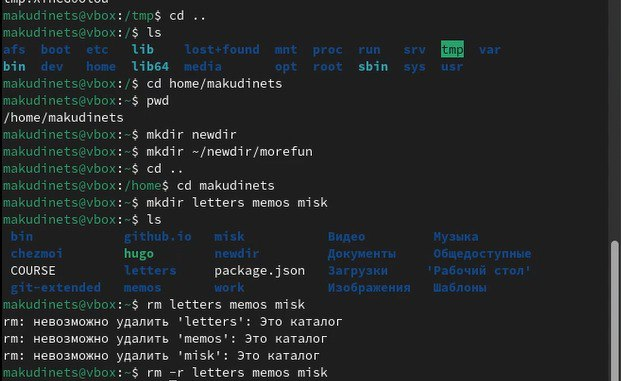 makudinets@vbox:/tmp$ cd ..
makudinets@vbox:/$ ls
afs boot etc lib lost+found mnt proc run srv tmp var
bin dev home lib64 media opt root sbin sys usr
makudinets@vbox:/$ cd home/makudinets
makudinets@vbox:~$ pwd
/home/makudinets
makudinets@vbox:~$ mkdir newdir
makudinets@vbox:~$ mkdir ~/newdir/morefun
makudinets@vbox:~$ cd ..
makudinets@vbox:/home$ cd makudinets
makudinets@vbox:~$ mkdir letters memos misk
makudinets@vbox:~$ ls
bin github.io misk Видео Музыка
chezmoi hugo newdir Документы Общедоступные
COURSE letters package.json Загрузки 'Рабочий стол'
git-extended memos work Изображения Шаблоны
makudinets@vbox:~$ rm letters memos misk
rm: невозможно удалить 'letters': Это каталог
rm: невозможно удалить 'memos': Это каталог
rm: невозможно удалить 'misk': Это каталог
makudinets@vbox:~$ rm -r letters memos misk